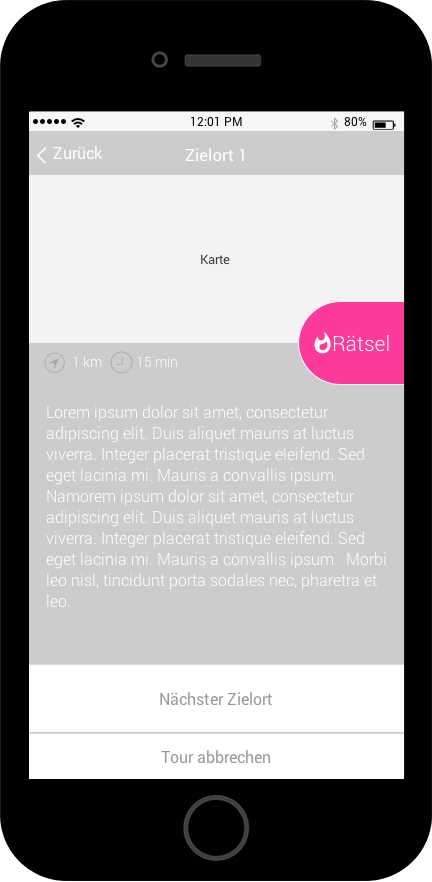 12:01 PM 80%
Zurück Zielort 1
Karte
Rätsel
1 km 15 min
Lorem ipsum dolor sit amet, consectetur
adipiscing elit. Duis aliquet mauris at luctus
viverra. Integer placerat tristique eleifend. Sed
eget lacinia mi. Mauris a convallis ipsum.
Namorem ipsum dolor sit amet, consectetur
adipiscing elit. Duis aliquet mauris at luctus
viverra. Integer placerat tristique eleifend. Sed
eget lacinia mi. Mauris a convallis ipsum.  Morbi
leo nisl, tincidunt porta sodales nec, pharetra et
leo.
Nächster Zielort
Tour abbrechen